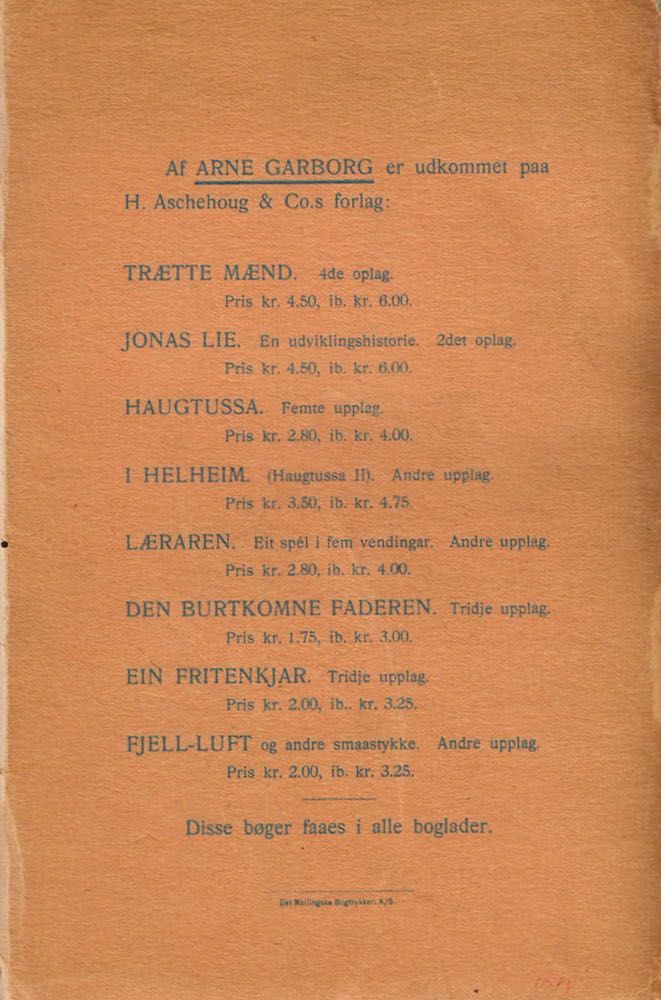 Af ARNE GARBORG er udkommet paa
H. Aschehoug & Co.s forlag:
TRÆTTE MÆND. 4de oplag.
Pris kr. 4.50, ib. kr. 6.00.
JONAS LIE. En udviklingshistorie. 2det oplag.
Pris kr. 4.50, ib. kr. 6.00.
HAUGTUSSA. Femte upplag.
Pris kr. 2.80, ib. kr. 4.00.
I HELHEIM. (Haugtussa II). Andre upplag.
Pris kr. 3.50, ib. kr. 4.75.
LÆRAREN. Eit spél i fem vendingar. Andre upplag.
Pris kr. 2.80, ib. kr. 4.00.
DEN BURTKOMNE FADEREN. Tridje upplag.
Pris kr. 1.75, ib. kr. 3.00.
EIN FRITENKJAR. Tridje upplag.
Pris kr. 2.00, ib.. kr. 3.25.
FJELL-LUFT og andre smaastykke. Andre upplag.
Pris kr. 2.00, ib. kr. 3.25.
Disse bøger faaes i alle boglader.
Det Mallingske Bogtrykkeri A/S.